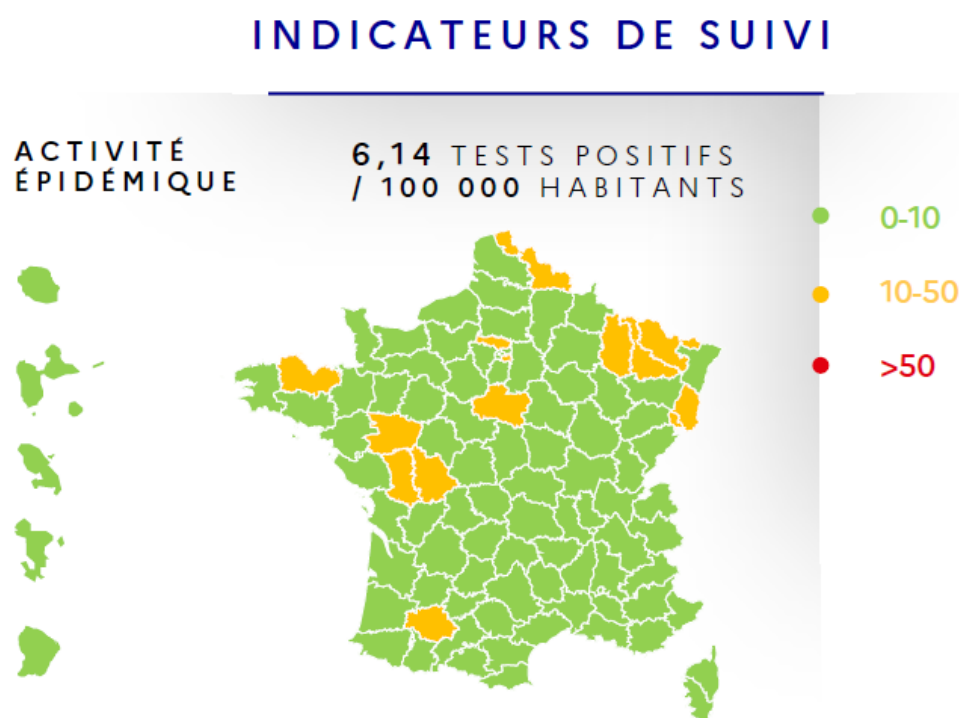 INDICATEURS DE SUIVI
ACTIVITÉ
ÉPIDÉMIQUE
6,14 TESTS POSITIFS
/ 100 000 HABITANTS
0-10
10-50
>50